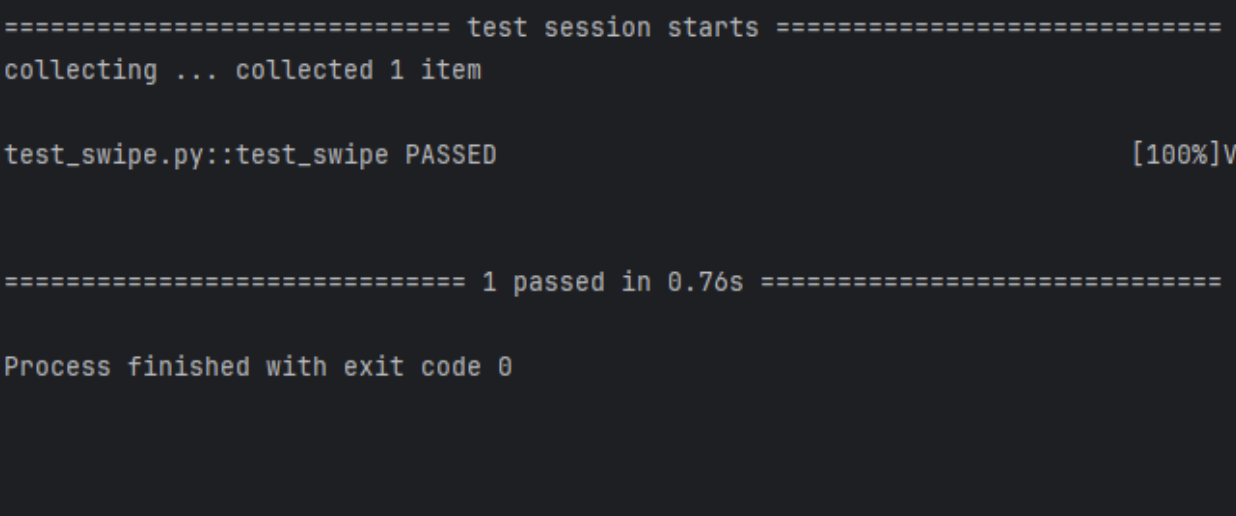 ============================= test session starts =============================
collecting ... collected 1 item
test_swipe.py::test_swipe PASSED [100%]V
============================== 1 passed in 0.76s ==============================
Process finished with exit code 0